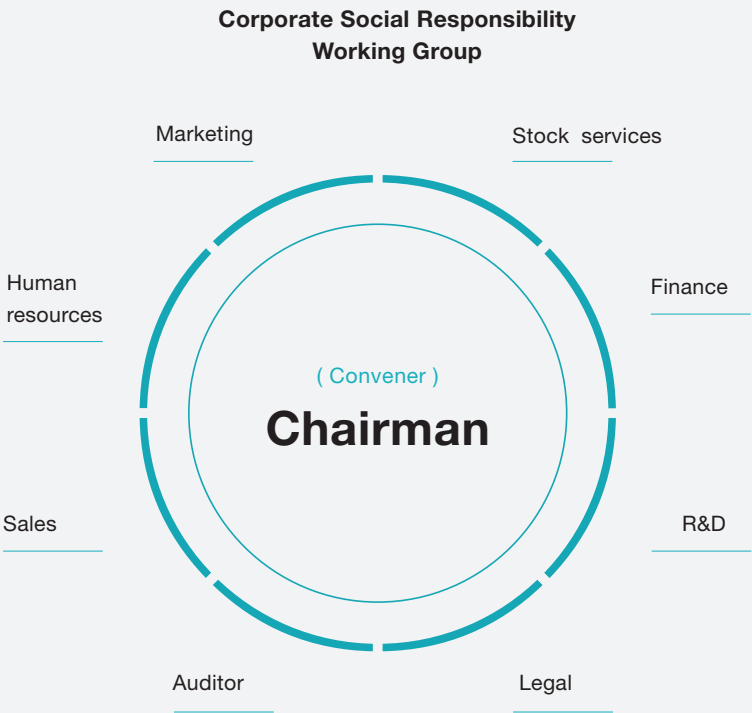 Corporate Social Responsibility
Working Group
Marketing
Stock services
Human
resources
Finance
( Convener )
Chairman
Sales
R&D
Auditor
Legal